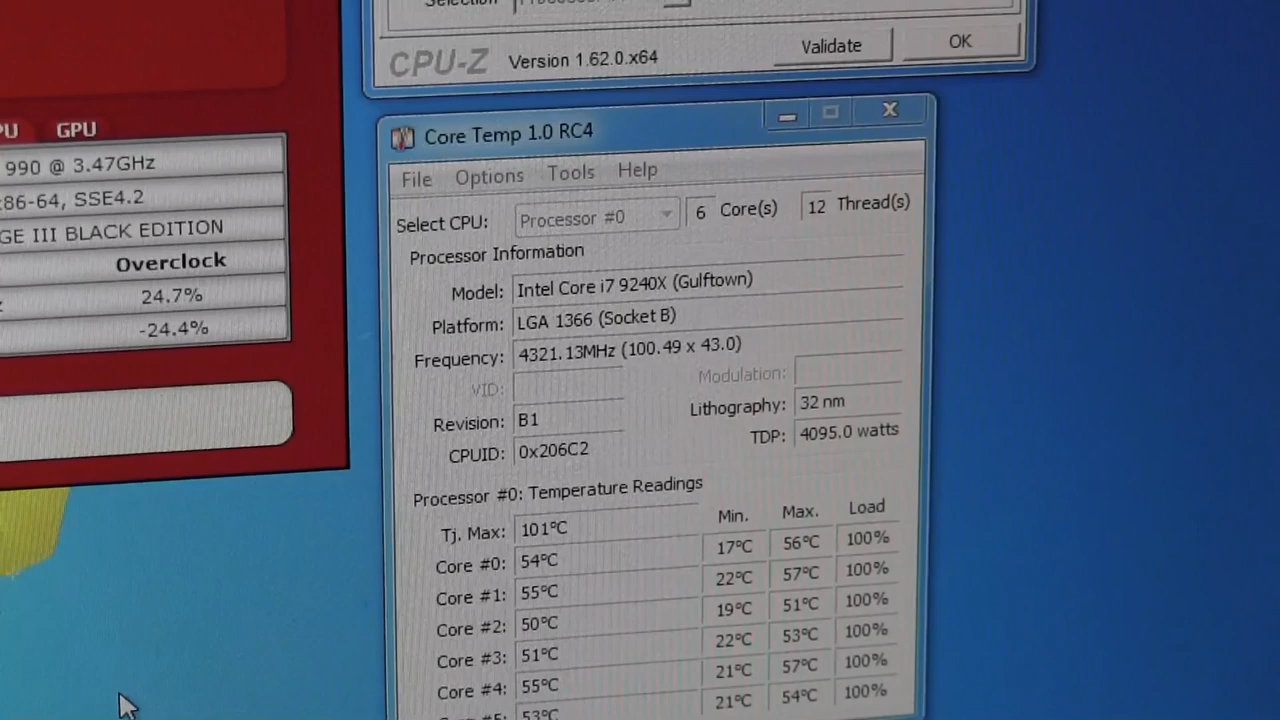 CPU-Z Version 1.62.0.x64 Validate OK
GPU
990 @ 3.47GHz
86-64, SSE4.2
GE III BLACK EDITION
Overclock
24.7%
-24.4%
Core Temp 1.0 RC4
File Options Tools Help
Select CPU: Processor #0 6 Core(s) 12 Thread(s)
Processor Information
Model: Intel Core i7 9240X (Gulftown)
Platform: LGA 1366 (Socket B)
Frequency: 4321.13MHz (100.49 x 43.0)
VID: Modulation:
Revision: B1 Lithography: 32 nm
CPUID: 0x206C2 TDP: 4095.0 watts
Processor #0: Temperature Readings
Tj. Max: 101°C Min. Max. Load
Core #0: 54°C 17°C 56°C 100%
Core #1: 55°C 22°C 57°C 100%
Core #2: 50°C 19°C 51°C 100%
Core #3: 51°C 22°C 53°C 100%
Core #4: 55°C 21°C 57°C 100%
Core #5: 53°C 21°C 54°C 100%